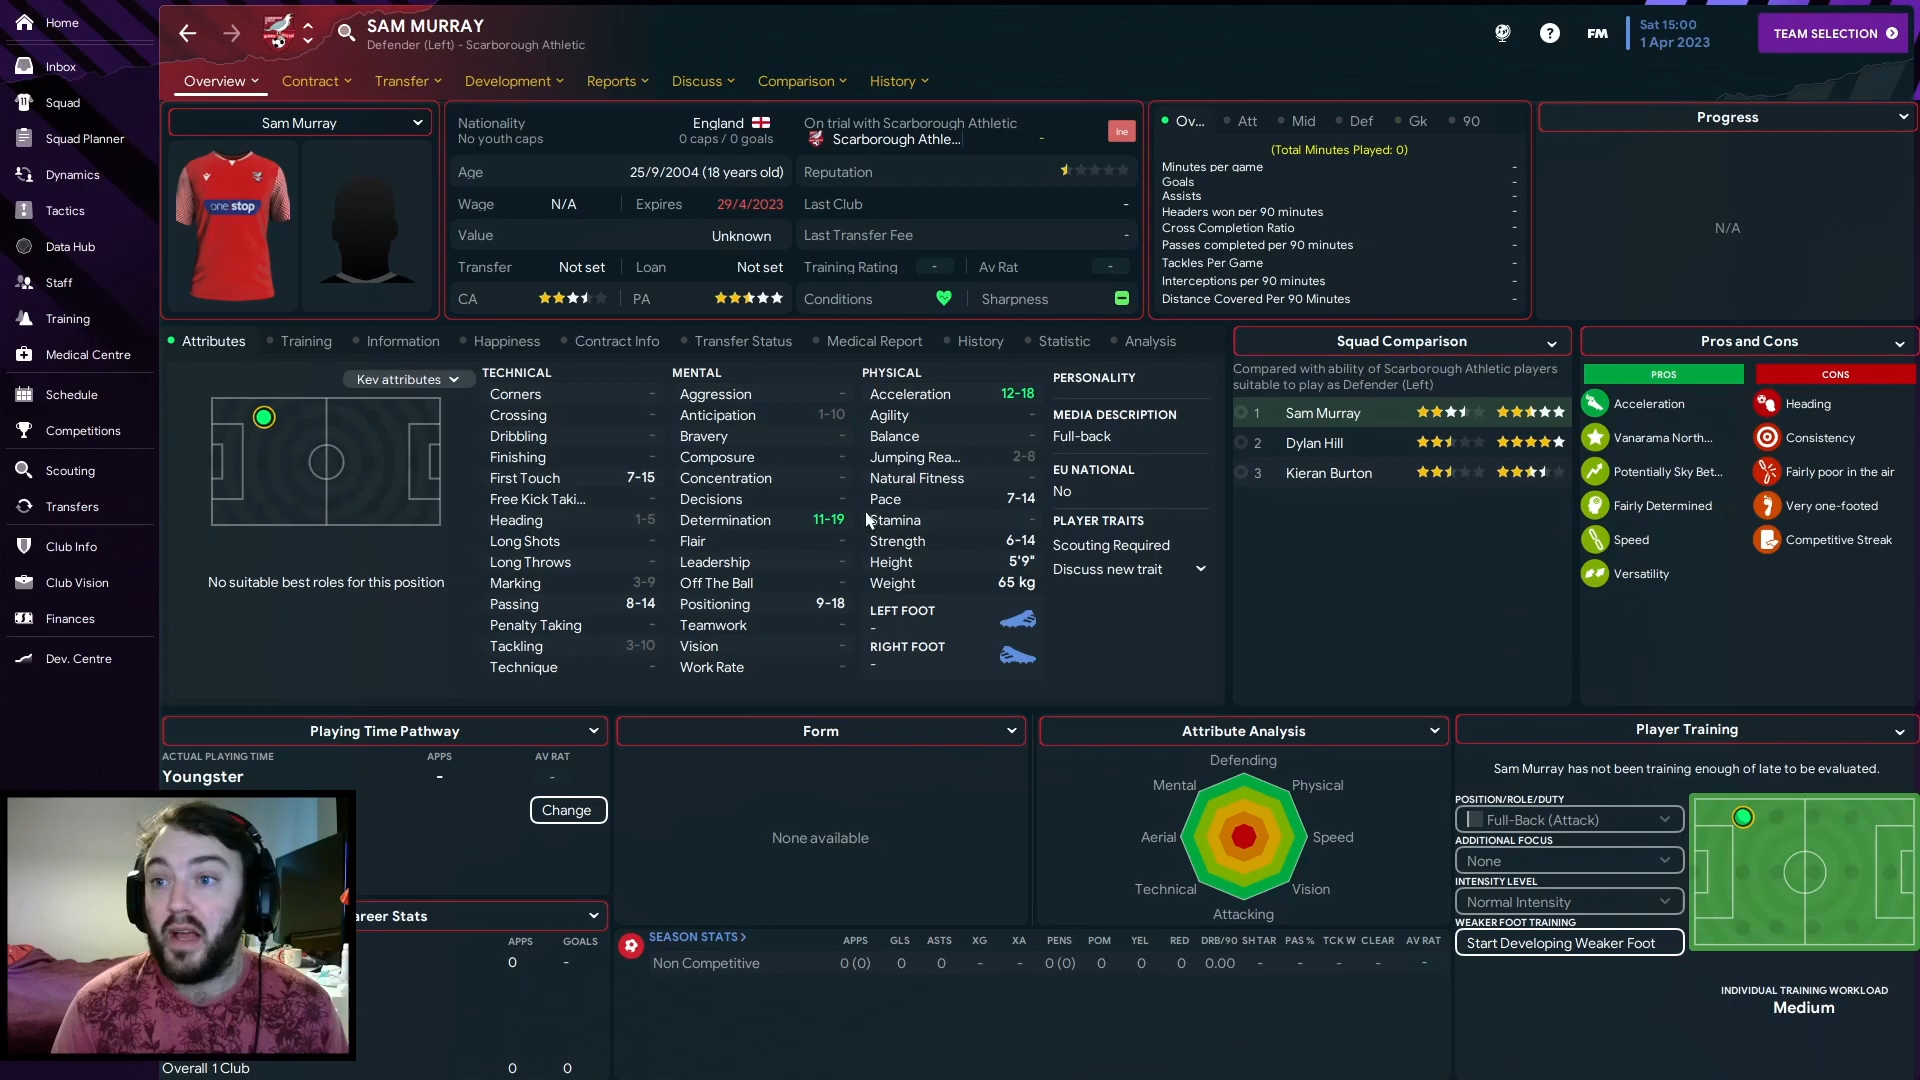 Home
Inbox
Squad
Squad Planner
Dynamics
Tactics
Data Hub
Staff
Training
Medical Centre
Schedule
Competitions
Scouting
Transfers
Club Info
Club Vision
Finances
Dev. Centre
SAM MURRAY
Defender (Left) - Scarborough Athletic
FM
Sat 15:00
1 Apr 2023
TEAM SELECTION
Overview
Contract
Transfer
Development
Reports
Discuss
Comparison
History
Sam Murray
one stop
Nationality
No youth caps
England
0 caps / 0 goals
Age 25/9/2004 (18 years old)
Wage N/A Expires 29/4/2023
Value Unknown
Transfer Not set Loan Not set
CA PA
On trial with Scarborough Athletic
Scarborough Athle... -
Ine
Reputation
Last Club -
Last Transfer Fee -
Training Rating - Av Rat -
Conditions Sharpness
Ov... Att Mid Def Gk 90
(Total Minutes Played: 0)
Minutes per game -
Goals -
Assists -
Headers won per 90 minutes -
Cross Completion Ratio -
Passes completed per 90 minutes -
Tackles Per Game -
Interceptions per 90 minutes -
Distance Covered Per 90 Minutes -
Progress
N/A
Attributes Training Information Happiness Contract Info Transfer Status Medical Report History Statistic Analysis
Key attributes
No suitable best roles for this position
TECHNICAL
Corners -
Crossing -
Dribbling -
Finishing -
First Touch 7-15
Free Kick Taki... -
Heading 1-5
Long Shots -
Long Throws -
Marking 3-9
Passing 8-14
Penalty Taking -
Tackling 3-10
Technique -
MENTAL
Aggression -
Anticipation 1-10
Bravery -
Composure -
Concentration -
Decisions -
Determination 11-19
Flair -
Leadership -
Off The Ball -
Positioning 9-18
Teamwork -
Vision -
Work Rate -
PHYSICAL
Acceleration 12-18
Agility -
Balance -
Jumping Rea... 2-8
Natural Fitness -
Pace 7-14
Stamina -
Strength 6-14
Height 5'9"
Weight 65 kg
LEFT FOOT
-
RIGHT FOOT
-
PERSONALITY
MEDIA DESCRIPTION
Full-back
EU NATIONAL
No
PLAYER TRAITS
Scouting Required
Discuss new trait
Squad Comparison
Compared with ability of Scarborough Athletic players
suitable to play as Defender (Left)
1 Sam Murray
2 Dylan Hill
3 Kieran Burton
Pros and Cons
PROS
Acceleration
Vanarama North...
Potentially Sky Bet...
Fairly Determined
Speed
Versatility
CONS
Heading
Consistency
Fairly poor in the air
Very one-footed
Competitive Streak
Playing Time Pathway
ACTUAL PLAYING TIME APPS AV RAT
Youngster - -
Change
areer Stats
APPS GOALS
0 -
Overall 1 Club 0 0
Form
None available
SEASON STATS >
APPS GLS ASTS XG XA PENS POM YEL RED DRB/90 SH TAR PAS % TCK W CLEAR AV RAT
Non Competitive 0 (0) 0 0 - - 0 (0) 0 0 0 0.00 - - - - -
Attribute Analysis
Defending
Mental
Physical
Aerial
Speed
Technical
Vision
Attacking
Player Training
Sam Murray has not been training enough of late to be evaluated.
POSITION/ROLE/DUTY
Full-Back (Attack)
ADDITIONAL FOCUS
None
INTENSITY LEVEL
Normal Intensity
WEAKER FOOT TRAINING
Start Developing Weaker Foot
INDIVIDUAL TRAINING WORKLOAD
Medium